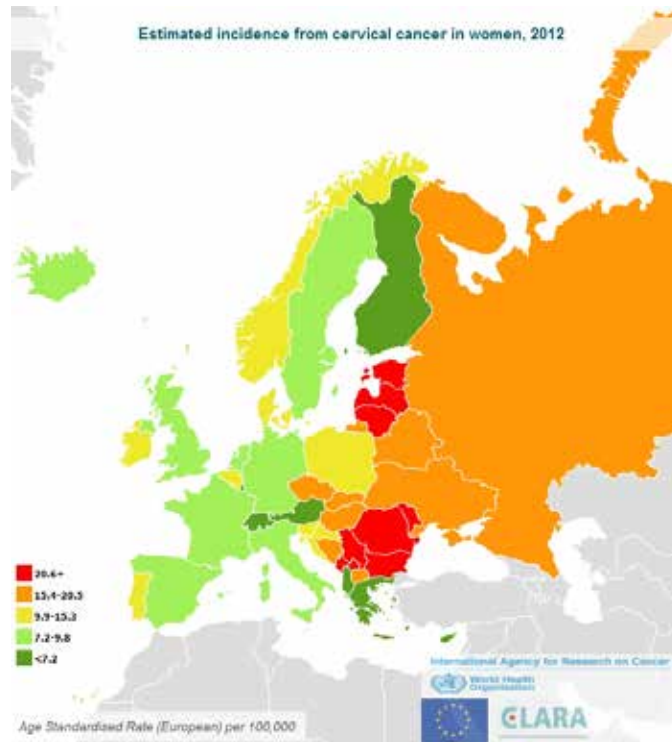 Estimated incidence from cervical cancer in women, 2012
20.6+
15.4-20.5
9.9-15.3
7.2-9.8
<7.2
International Agency for Research on Cancer
World Health
Organization
CLARA
Age Standardized Rate (European) per 100,000